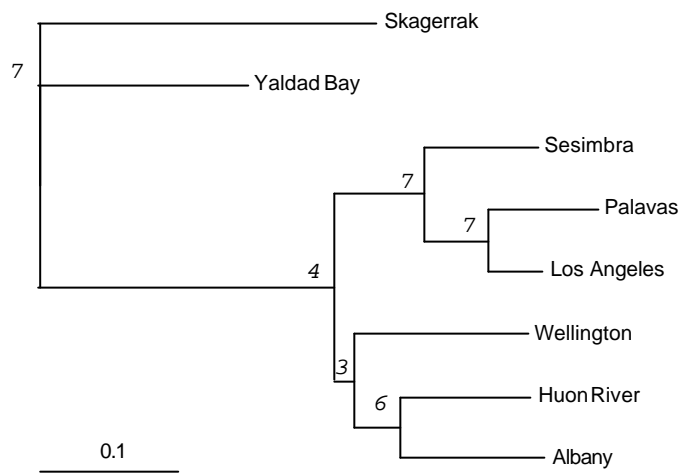 Skagerrak
7
Yaldad Bay
Sesimbra
7
Palavas
7
Los Angeles
4
Wellington
3
Huon River
6
Albany
0.1